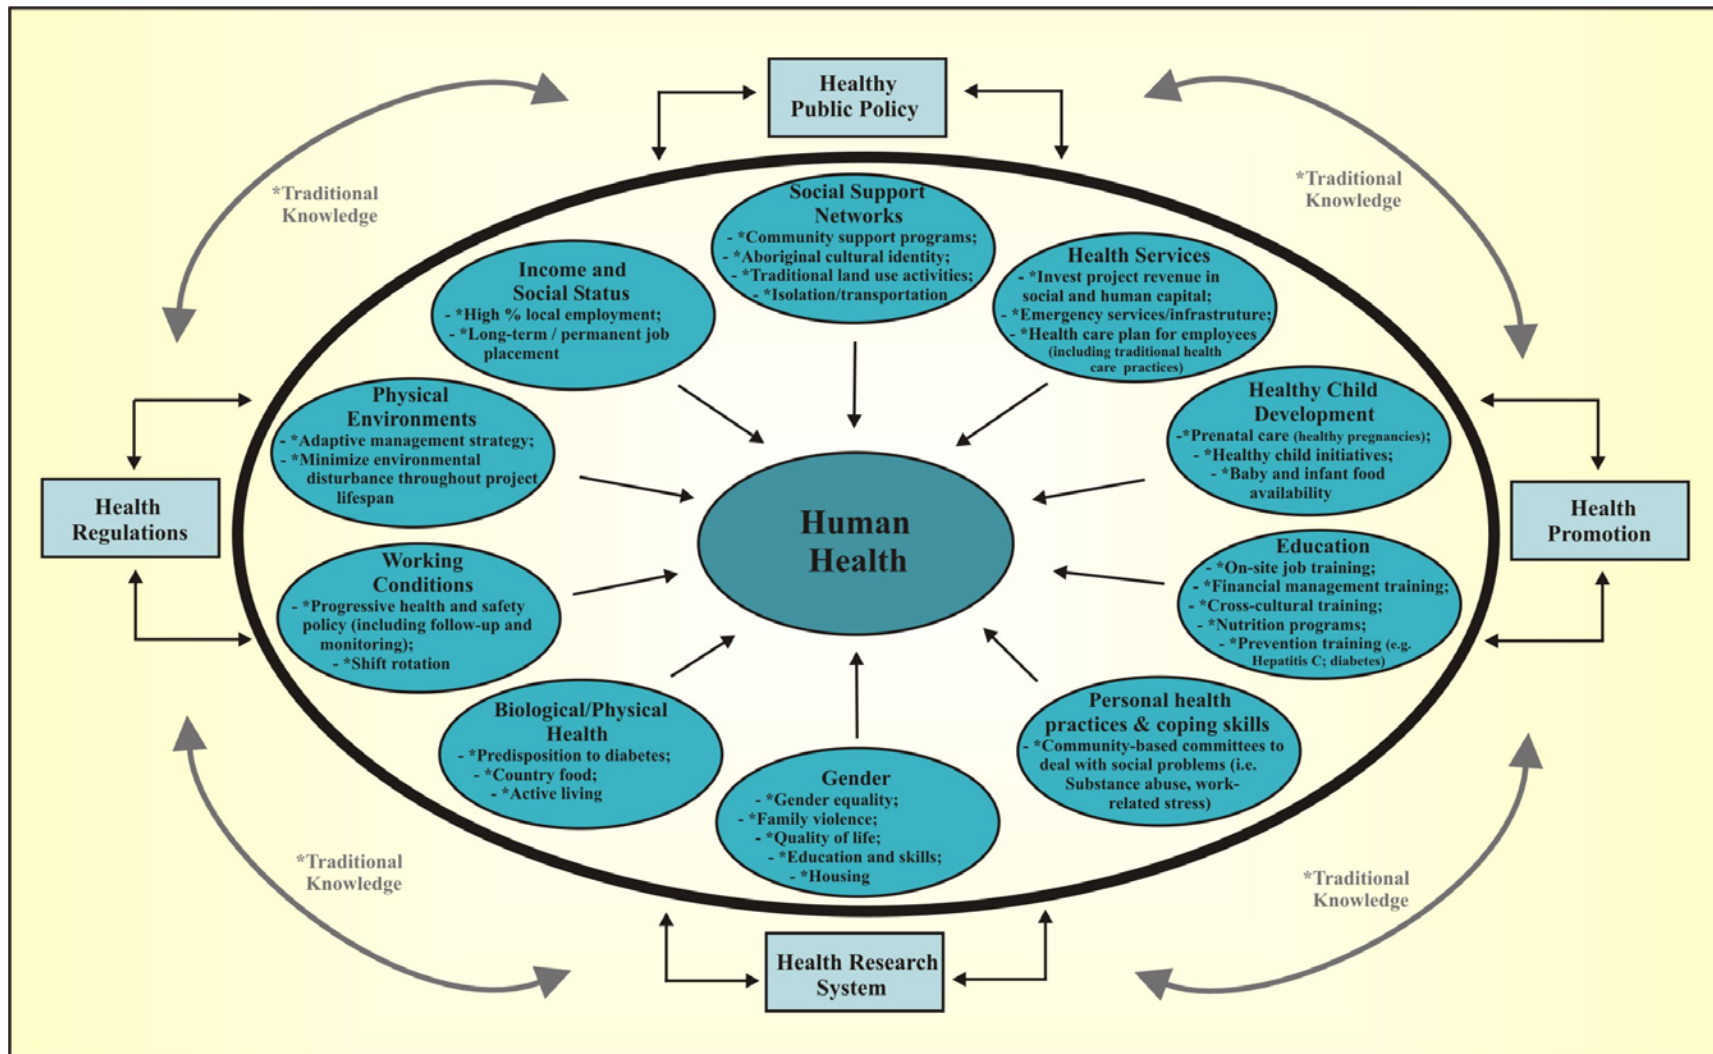 Healthy
Public Policy
*Traditional
Knowledge
*Traditional
Knowledge
Social Support
Networks
- *Community support programs;
- *Aboriginal cultural identity;
- *Traditional land use activities;
- *Isolation/transportation
Income and
Social Status
- *High % local employment;
- *Long-term / permanent job
placement
Health Services
- *Invest project revenue in
social and human capital;
- *Emergency services/infrastruture;
- *Health care plan for employees
(including traditional health
care practices)
Physical
Environments
- *Adaptive management strategy;
- *Minimize environmental
disturbance throughout project
lifespan
Healthy Child
Development
- *Prenatal care (healthy pregnancies);
- *Healthy child initiatives;
- *Baby and infant food
availability
Health
Regulations
Human
Health
Health
Promotion
Working
Conditions
- *Progressive health and safety
policy (including follow-up and
monitoring);
- *Shift rotation
Education
- *On-site job training;
- *Financial management training;
- *Cross-cultural training;
- *Nutrition programs;
- *Prevention training (e.g.
Hepatitis C; diabetes)
Biological/Physical
Health
- *Predisposition to diabetes;
- *Country food;
- *Active living
Personal health
practices & coping skills
- *Community-based committees to
deal with social problems (i.e.
Substance abuse, work-
related stress)
Gender
- *Gender equality;
- *Family violence;
- *Quality of life;
- *Education and skills;
- *Housing
*Traditional
Knowledge
*Traditional
Knowledge
Health Research
System